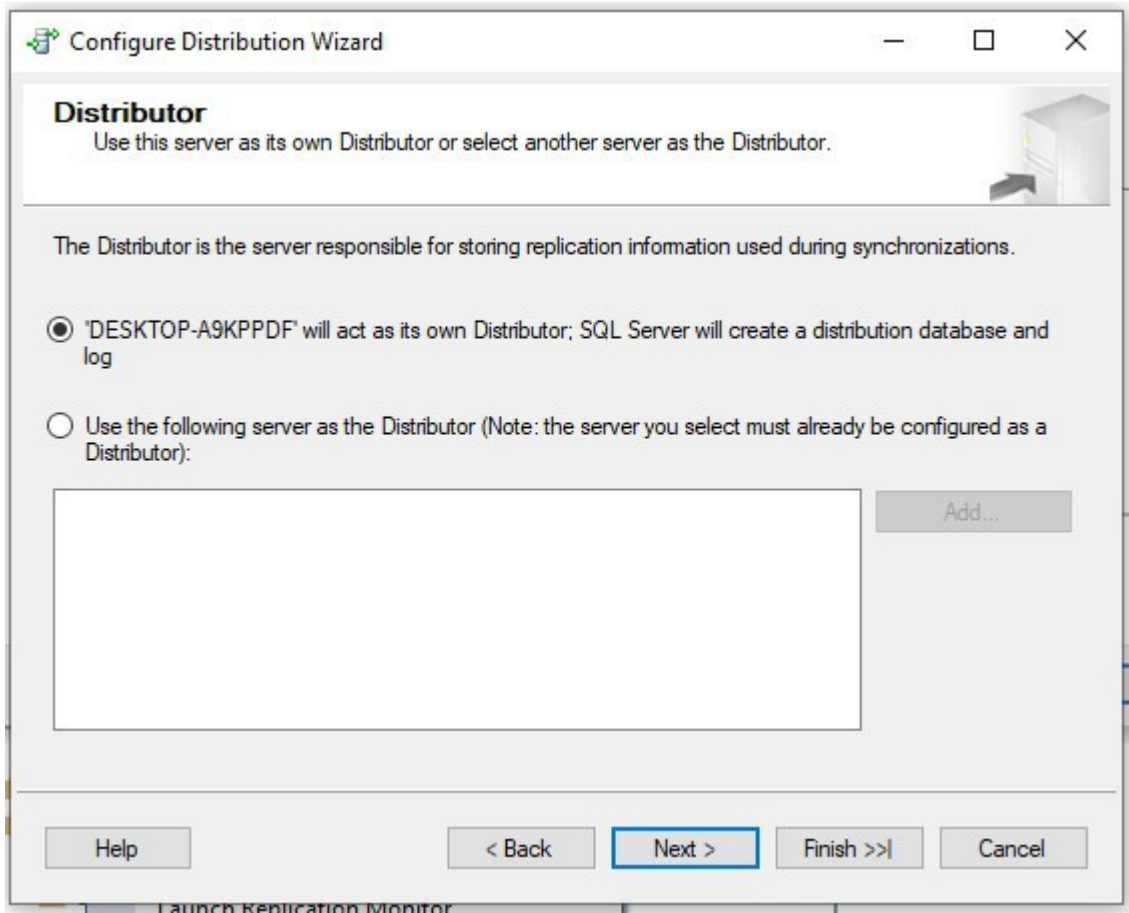 Configure Distribution Wizard
Distributor
Use this server as its own Distributor or select another server as the Distributor.
The Distributor is the server responsible for storing replication information used during synchronizations.
'DESKTOP-A9KPPDF' will act as its own Distributor; SQL Server will create a distribution database and
log
Use the following server as the Distributor (Note: the server you select must already be configured as a
Distributor):
Add...
Help
< Back
Next >
Finish >>|
Cancel
Launch Replication Monitor